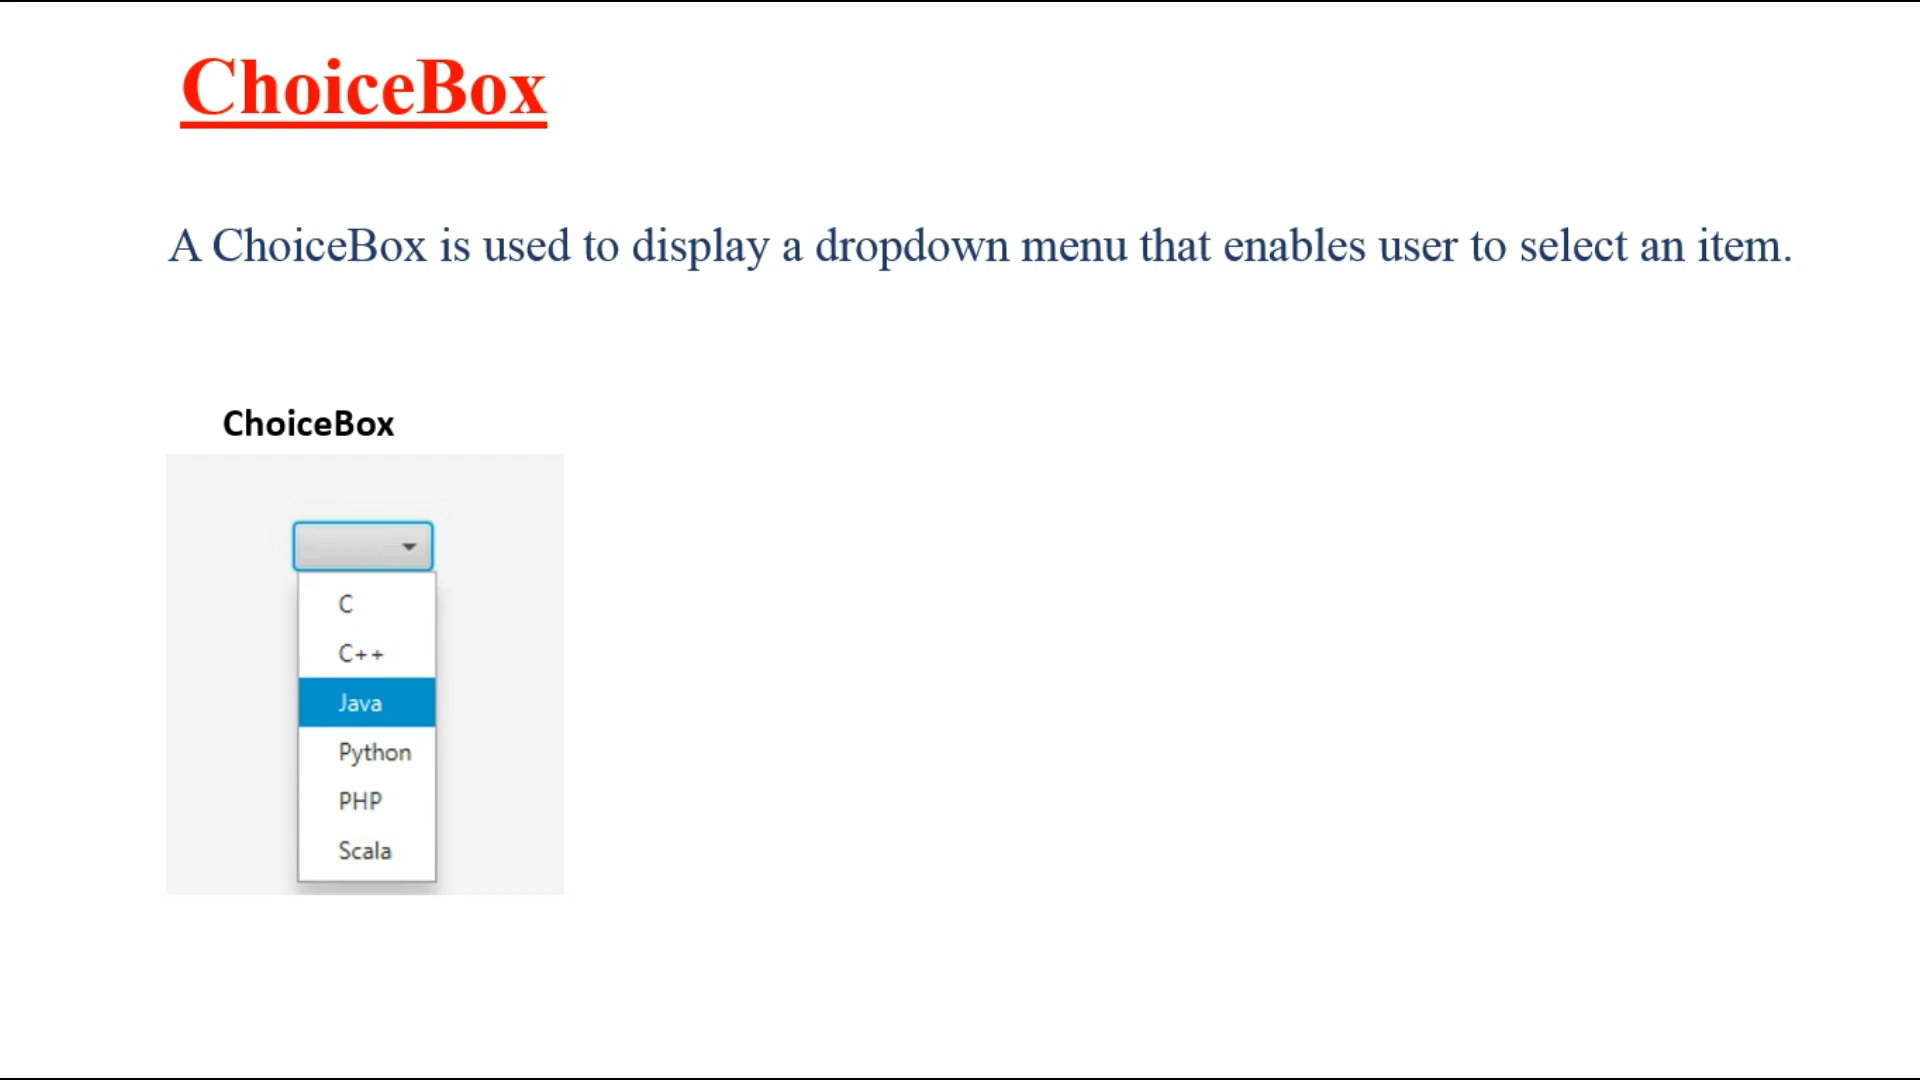 ChoiceBox
A ChoiceBox is used to display a dropdown menu that enables user to select an item.
ChoiceBox
C
C++
Java
Python
PHP
Scala